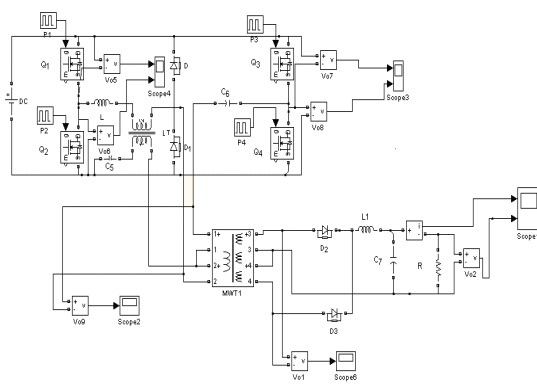 P1
P3
Q1
Vo5
Scope4
D
Q3
Vo7
Scope3
DC
P2
L
Vo6
C5
LT
C6
P4
Vo8
Q2
D1
Q4
1+
1
2+
2
+3
3
+4
4
MWT1
D2
L1
C7
R
Vo2
D3
Vo9
Scope2
Vo1
Scope6